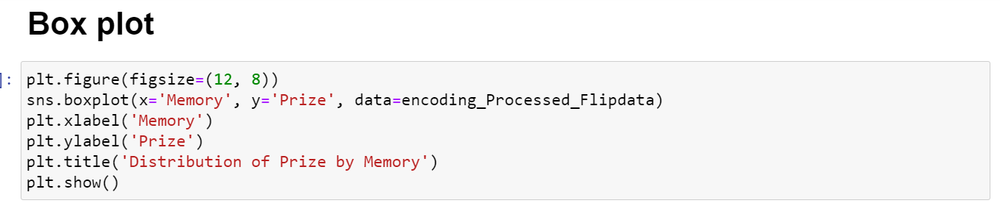 Box plot
]:
plt.figure(figsize=(12, 8))
sns.boxplot(x='Memory', y='Prize', data=encoding_Processed_Flipdata)
plt.xlabel('Memory')
plt.ylabel('Prize')
plt.title('Distribution of Prize by Memory')
plt.show()